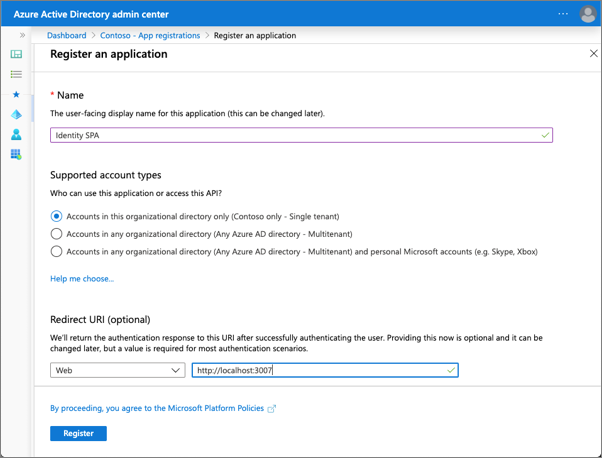 Azure Active Directory admin center
Dashboard > Contoso - App registrations > Register an application
Register an application
* Name
The user-facing display name for this application (this can be changed later).
Identity SPA
Supported account types
Who can use this application or access this API?
Accounts in this organizational directory only (Contoso only - Single tenant)
Accounts in any organizational directory (Any Azure AD directory - Multitenant)
Accounts in any organizational directory (Any Azure AD directory - Multitenant) and personal Microsoft accounts (e.g. Skype, Xbox)
Help me choose...
Redirect URI (optional)
We'll return the authentication response to this URI after successfully authenticating the user. Providing this now is optional and it can be
changed later, but a value is required for most authentication scenarios.
Web
http://localhost:3007
By proceeding, you agree to the Microsoft Platform Policies
Register